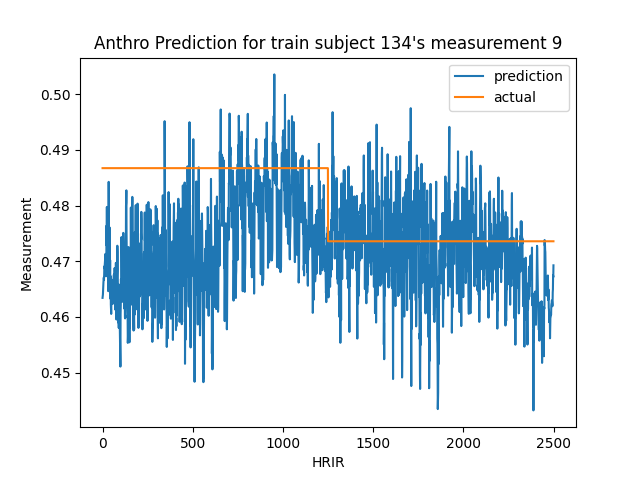 Anthro Prediction for train subject 134's measurement 9
prediction
actual
Measurement
0.50
0.49
0.48
0.47
0.46
0.45
0
500
1000
1500
2000
2500
HRIR